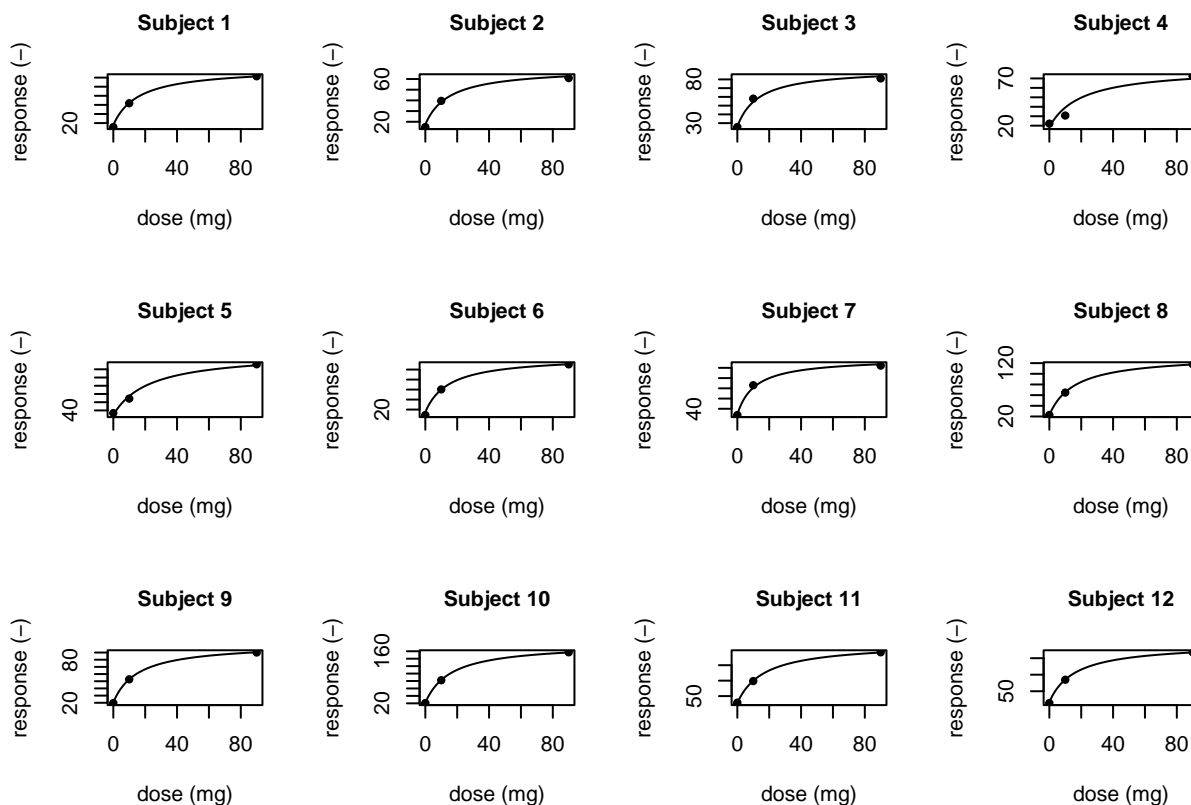 Subject 1
response (−)
20
0 40 80
dose (mg)
Subject 2
response (−)
20 60
0 40 80
dose (mg)
Subject 3
response (−)
30 80
0 40 80
dose (mg)
Subject 4
response (−)
20 70
0 40 80
dose (mg)
Subject 5
response (−)
40
0 40 80
dose (mg)
Subject 6
response (−)
20
0 40 80
dose (mg)
Subject 7
response (−)
40
0 40 80
dose (mg)
Subject 8
response (−)
20 120
0 40 80
dose (mg)
Subject 9
response (−)
20 80
0 40 80
dose (mg)
Subject 10
response (−)
20 160
0 40 80
dose (mg)
Subject 11
response (−)
50
0 40 80
dose (mg)
Subject 12
response (−)
50
0 40 80
dose (mg)